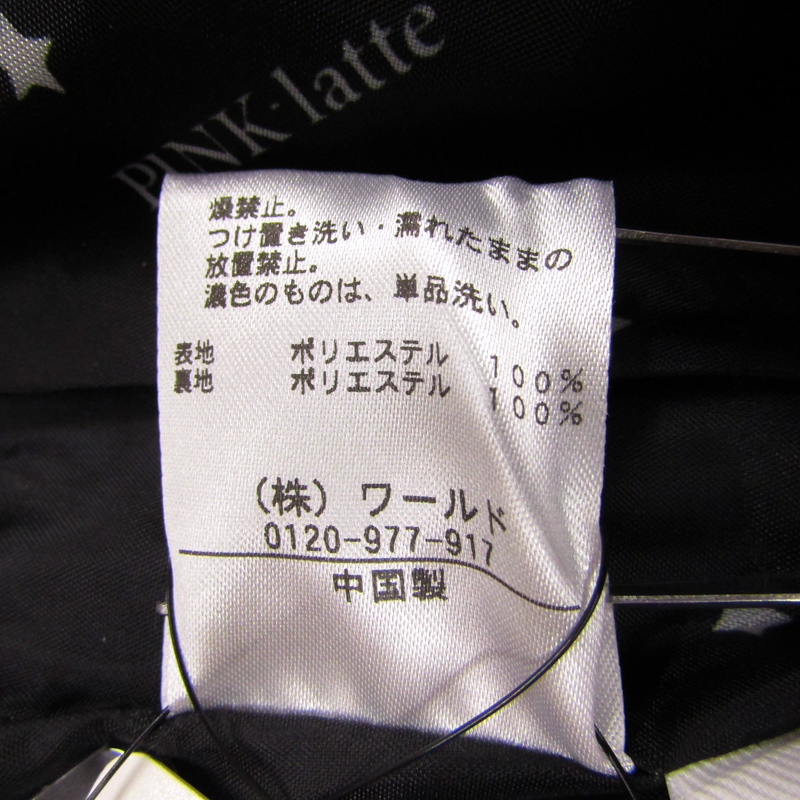 PINK-latte
燥禁止。
つけ置き洗い・濡れたままの
放置禁止。
濃色のものは、単品洗い。
表地 ポリエステル 100%
裏地 ポリエステル 100%
(株) ワールド
0120-977-917
中国製